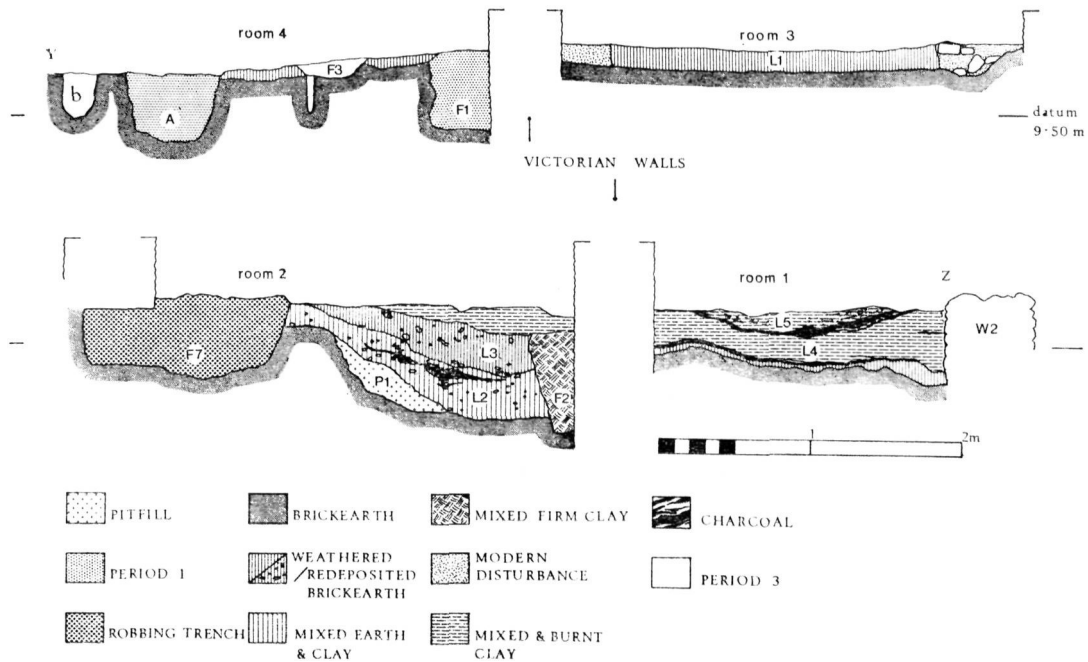 room 4
room 3
Y
b
A
F3
F1
L1
datum
9·50 m
VICTORIAN WALLS
room 2
room 1
Z
F7
P1
L3
L2
F2
L5
L4
W2
1
2m
PITFILL
BRICKEARTH
MIXED FIRM CLAY
CHARCOAL
PERIOD 1
WEATHERED
/REDEPOSITED
BRICKEARTH
MODERN
DISTURBANCE
PERIOD 3
ROBBING TRENCH
MIXED EARTH
& CLAY
MIXED & BURNT
CLAY